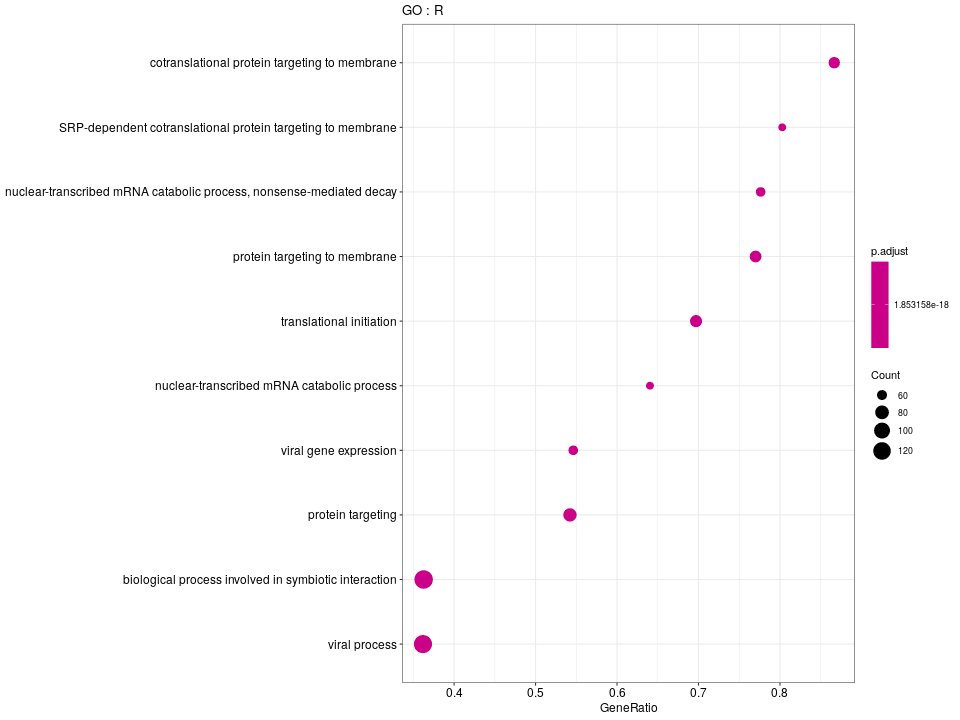 GO : R
cotranslational protein targeting to membrane
SRP-dependent cotranslational protein targeting to membrane
nuclear-transcribed mRNA catabolic process, nonsense-mediated decay
protein targeting to membrane
translational initiation
nuclear-transcribed mRNA catabolic process
viral gene expression
protein targeting
biological process involved in symbiotic interaction
viral process
0.4 0.5 0.6 0.7 0.8
GeneRatio
p.adjust
1.853158e-18
Count
60
80
100
120